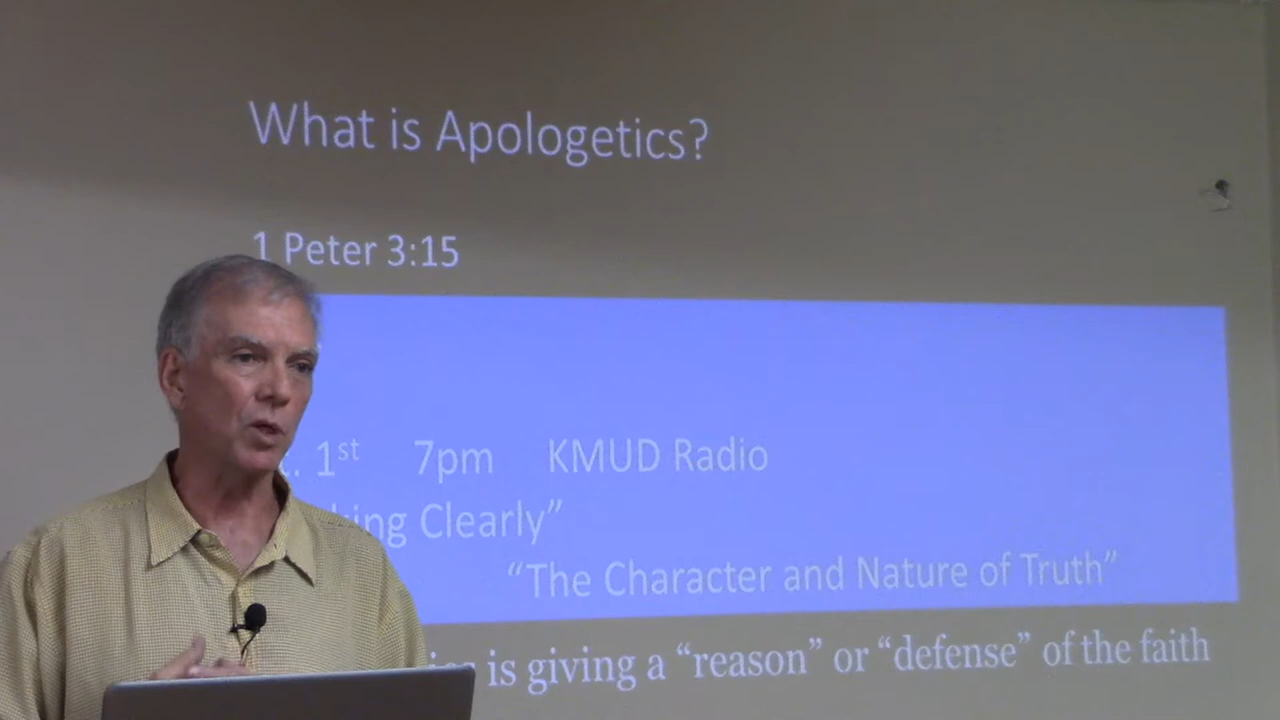 What is Apologetics?
1 Peter 3:15
1st 7pm KMUD Radio
Clearly”
“The Character and Nature of Truth”
is giving a “reason” or “defense” of the faith